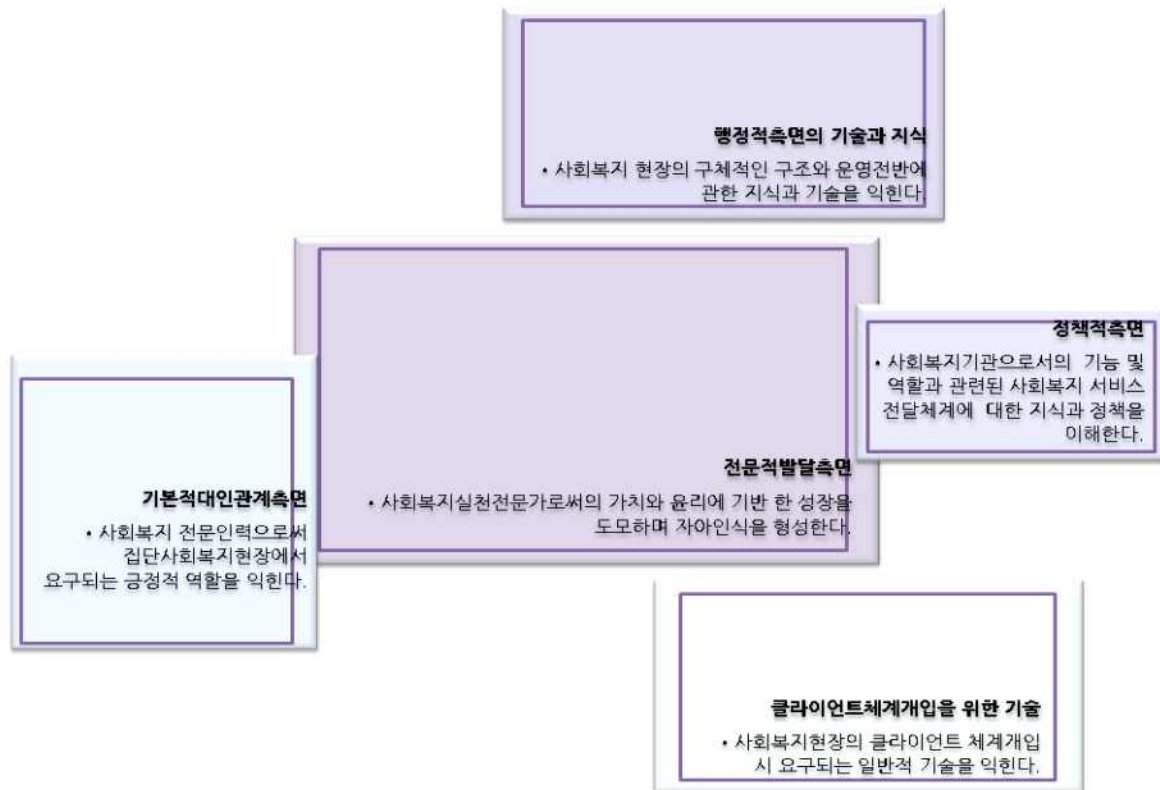 행정적측면의 기술과 지식
• 사회복지 현장의 구체적인 구조와 운영전반에
관한 지식과 기술을 익힌다.
정책적측면
• 사회복지기관으로서의 기능 및
역할과 관련된 사회복지 서비스
전달체계에 대한 지식과 정책을
이해한다.
전문적발달측면
• 사회복지실천전문가로써의 가치와 윤리에 기반 한 성장을
도모하며 자아인식을 형성한다.
기본적대인관계측면
• 사회복지 전문인력으로써
집단사회복지현장에서
요구되는 긍정적 역할을 익힌다.
클라이언트체계개입을 위한 기술
• 사회복지현장의 클라이언트 체계개입
시 요구되는 일반적 기술을 익힌다.